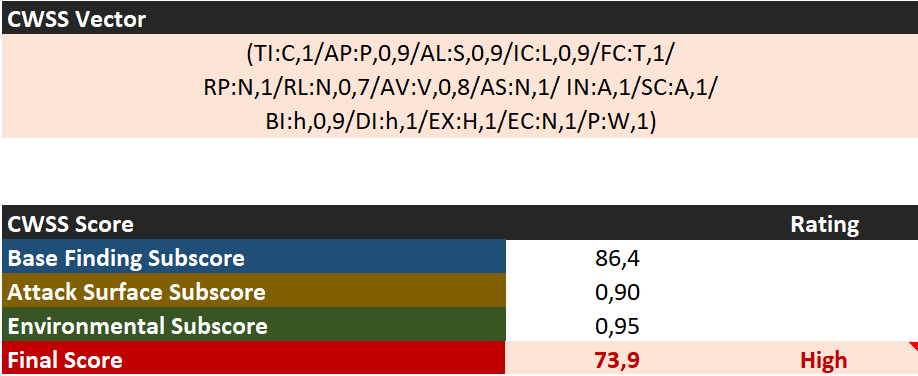 CWSS Vector
(TI:C,1/AP:P,0,9/AL:S,0,9/IC:L,0,9/FC:T,1/
RP:N,1/RL:N,0,7/AV:V,0,8/AS:N,1/ IN:A,1/SC:A,1/
BI:h,0,9/DI:h,1/EX:H,1/EC:N,1/P:W,1)
CWSS Score Rating
Base Finding Subscore 86,4
Attack Surface Subscore 0,90
Environmental Subscore 0,95
Final Score 73,9 High